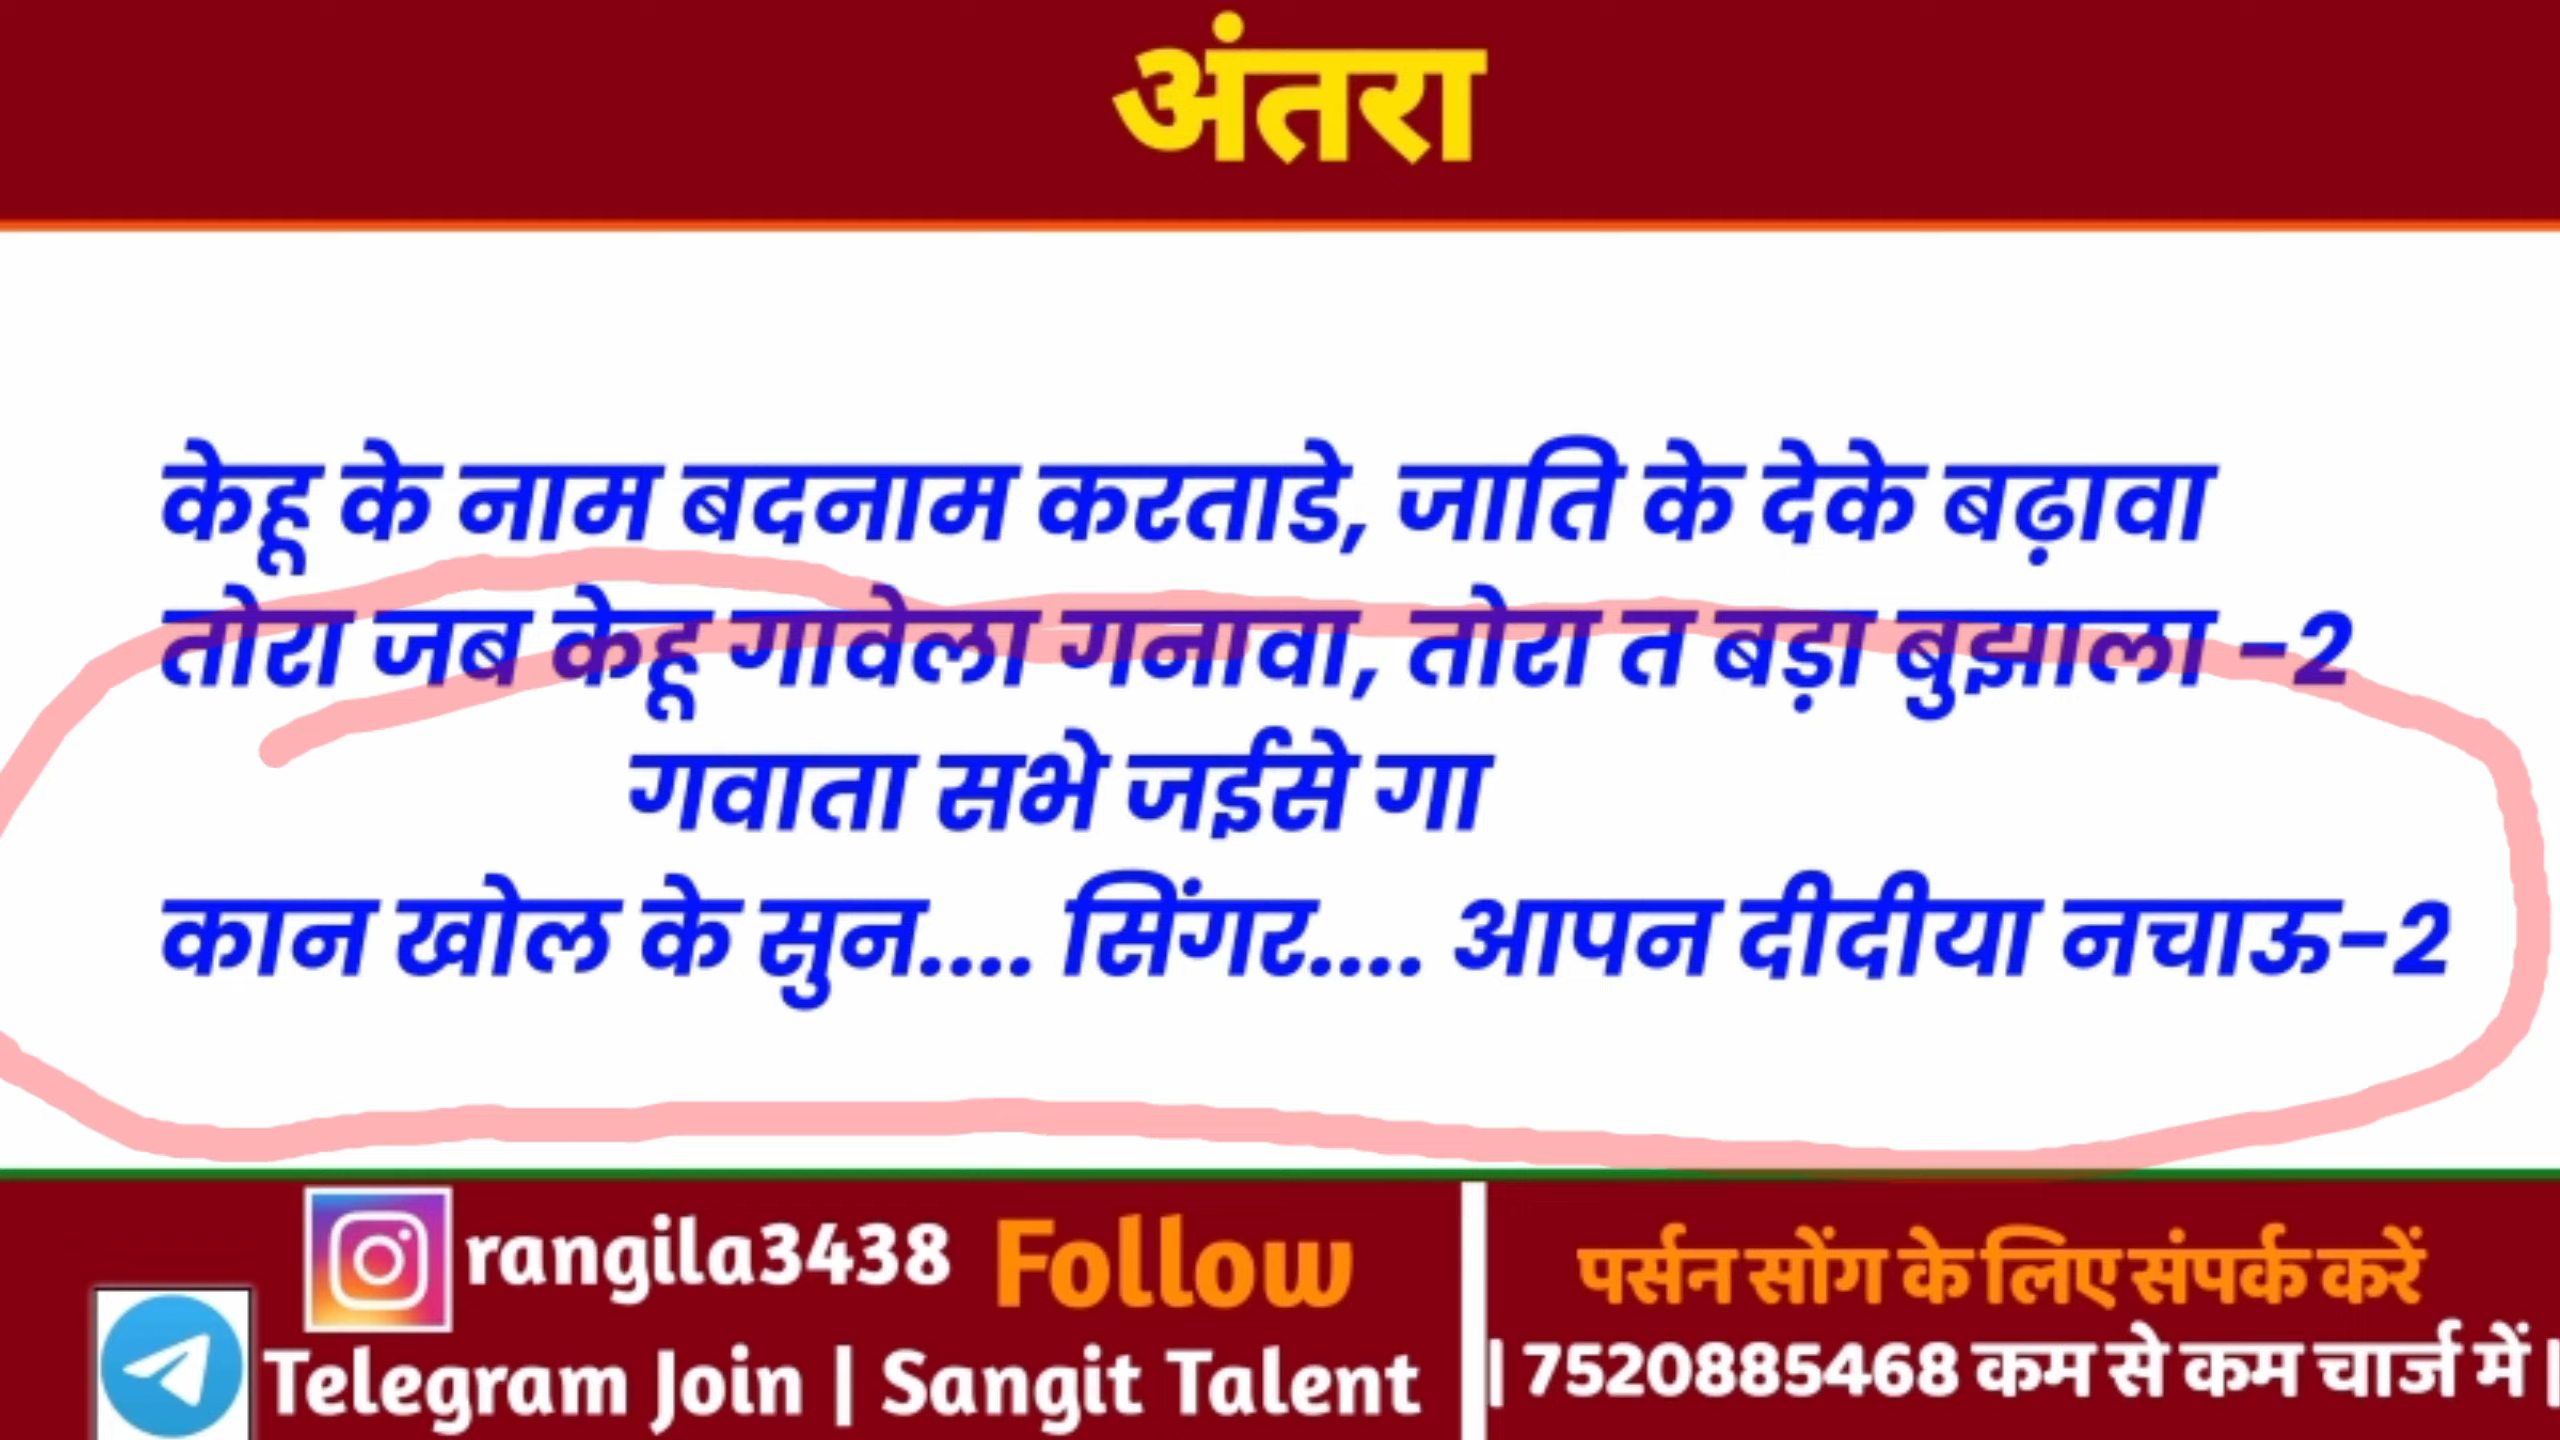 अंतरा
केहू के नाम बदनाम करताडे, जाति के देके बढ़ावा
तोरा जब केहू गावेला गनावा, तोरा त बड़ा बुझाला -2
गवाता सभे जईसे गा
कान खोल के सुन.... सिंगर.... आपन दीदीया नचाऊ-2
rangila3438 Follow
Telegram Join | Sangit Talent
पर्सन सोंग के लिए संपर्क करें
| 7520885468 कम से कम चार्ज में |